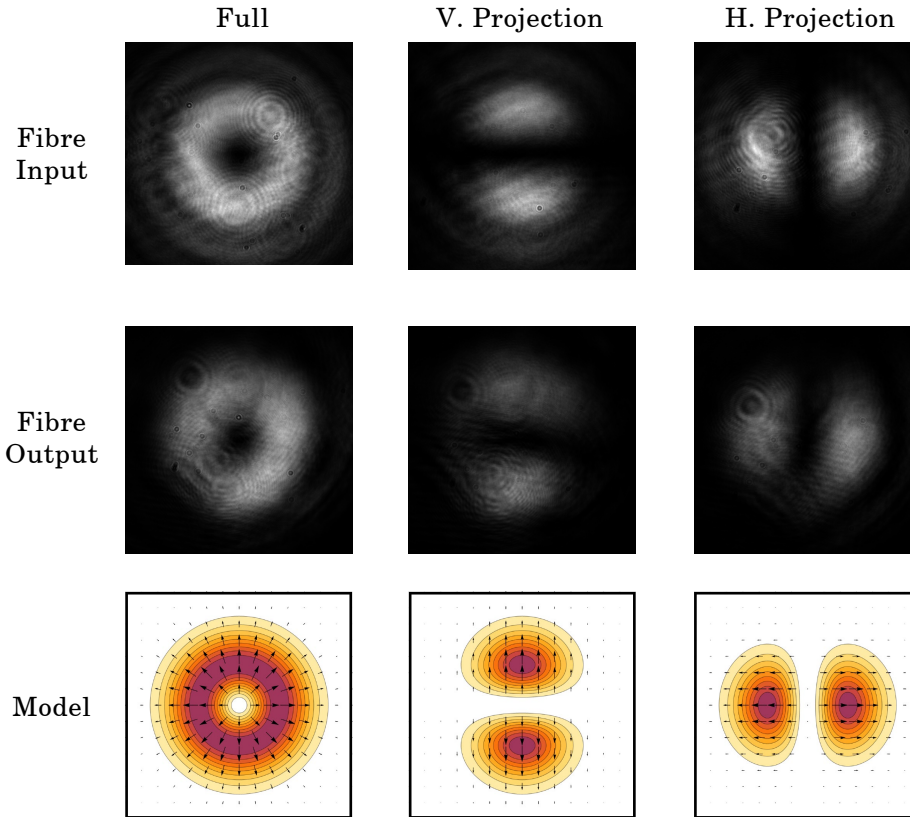 Full
V. Projection
H. Projection
Fibre
Input
Fibre
Output
Model